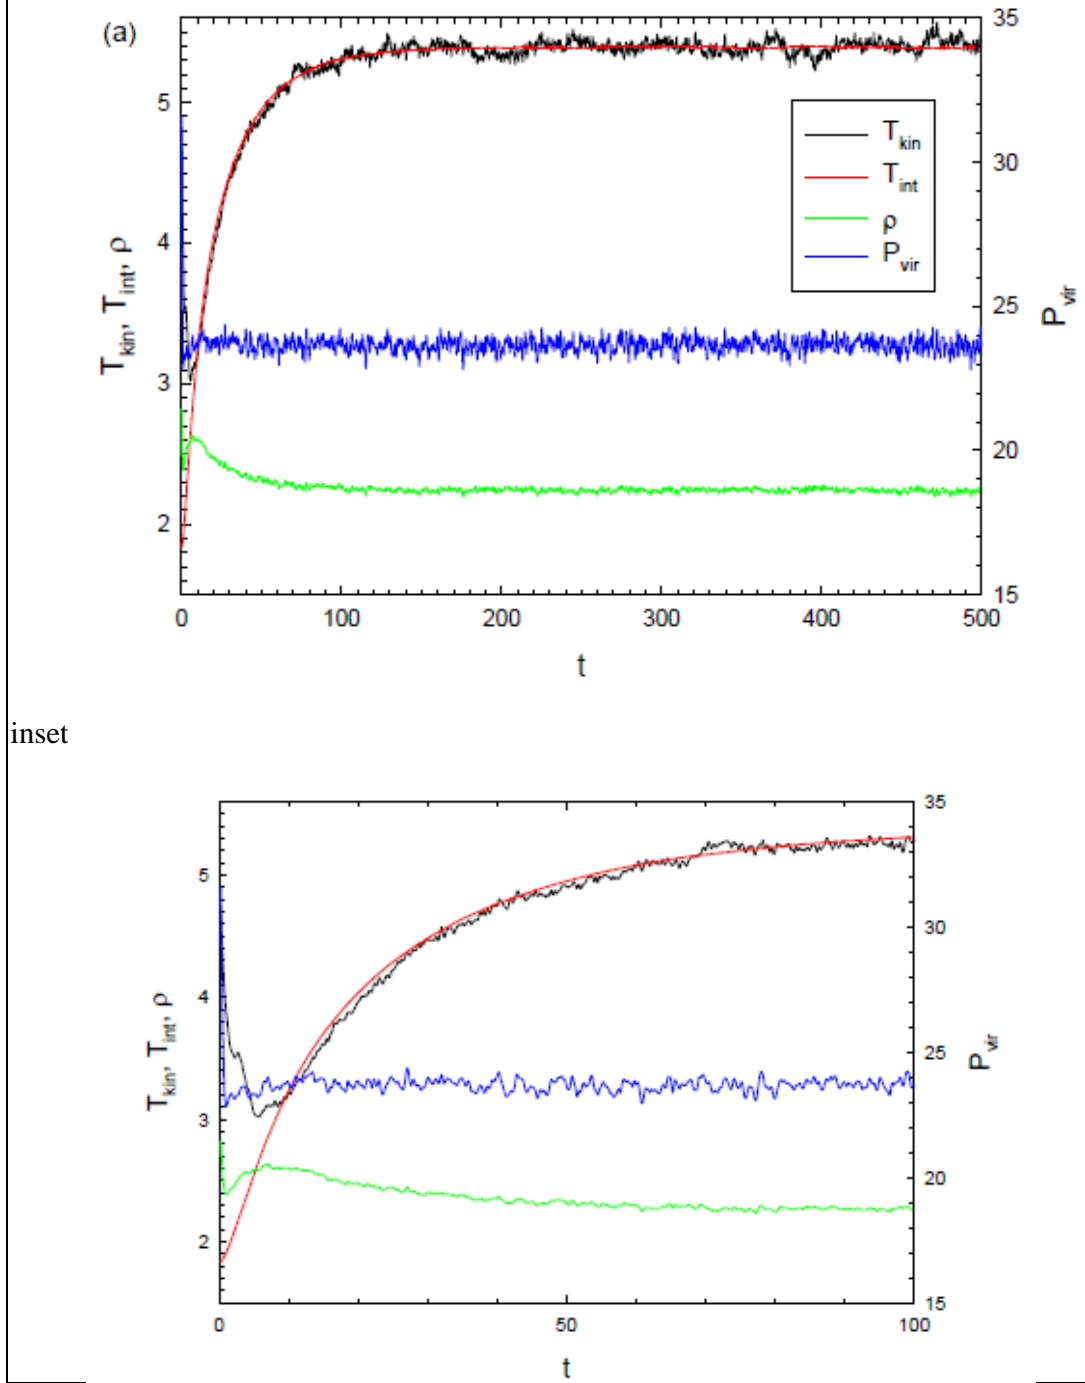 (a)
35
30
25
20
15
5
4
3
2
T_kin, T_int, ρ
P_vir
T_kin
T_int
ρ
P_vir
0 100 200 300 400 500
t
inset
35
30
25
20
15
5
4
3
2
T_kin, T_int, ρ
P_vir
0 50 100
t